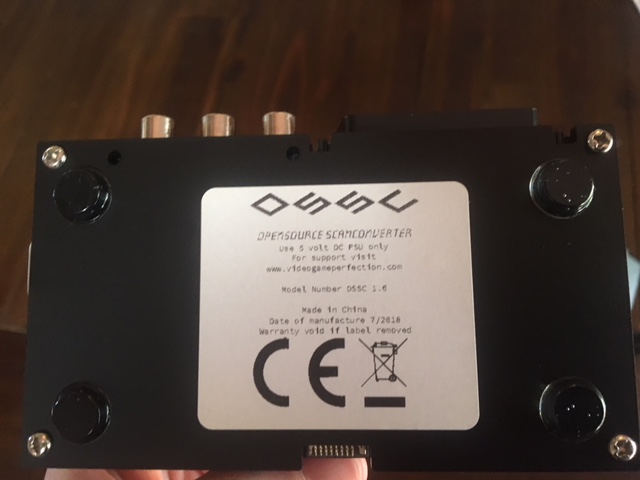 OSSC
OPENSOURCE SCANCONVERTER
Use 5 volt DC PSU only
For support visit
www.videogameperfection.com
Model Number OSSC 1.6
Made in China
Date of manufacture 7/2018
Warranty void if label removed
CE